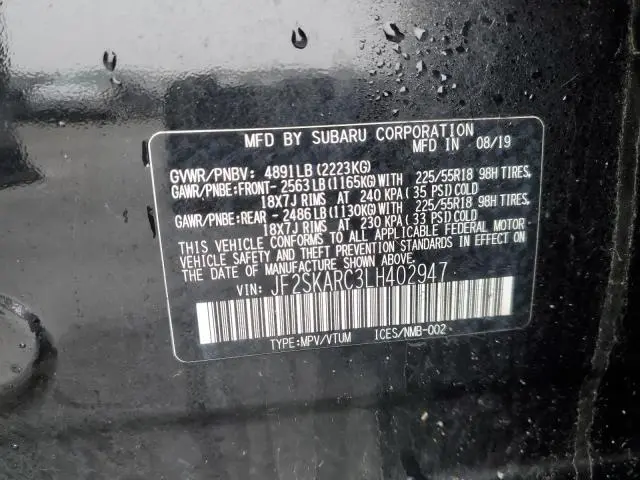 MFD BY SUBARU CORPORATION
MFD IN 08/19
GVWR/PNBV: 4891LB (2223KG)
GAWR/PNBE:FRONT-2563LB(1165KG)WITH 225/55R18 98H TIRES,
18X7J RIMS AT 240 KPA(35 PSI)COLD
GAWR/PNBE:REAR -2486LB(1130KG)WITH 225/55R18 98H TIRES,
18X7J RIMS AT 230 KPA(33 PSI)COLD
THIS VEHICLE CONFORMS TO ALL APPLICABLE FEDERAL MOTOR
VEHICLE SAFETY AND THEFT PREVENTION STANDARDS IN EFFECT ON
THE DATE OF MANUFACTURE SHOWN ABOVE.
VIN: JF2SKARC3LH402947
TYPE:MPV/VTUM ICES/NMB-002